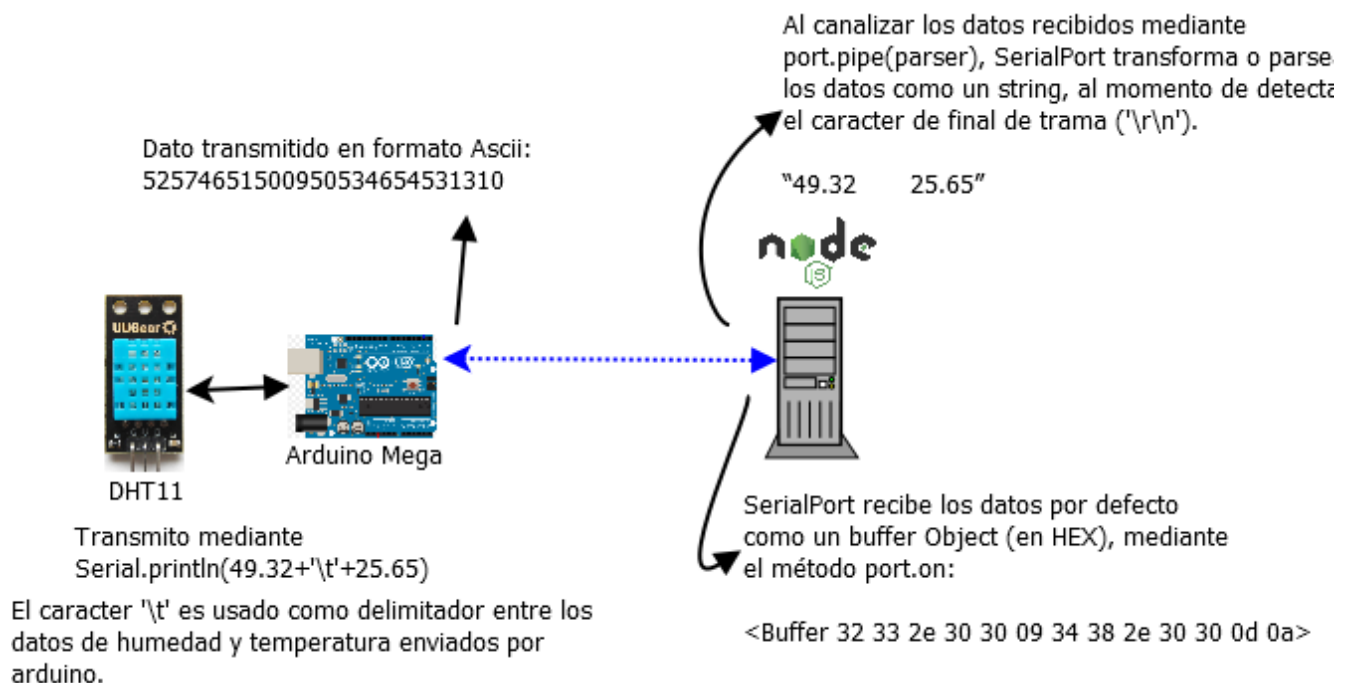 Al canalizar los datos recibidos mediante
port.pipe(parser), SerialPort transforma o parsea
los datos como un string, al momento de detecta
el caracter de final de trama ('\r\n').
"49.32 25.65"
Dato transmitido en formato Ascii:
52574651500950534654531310
node
JS
UUGear
Arduino Mega
DHT11
Transmito mediante
Serial.println(49.32+'\t'+25.65)
El caracter '\t' es usado como delimitador entre los
datos de humedad y temperatura enviados por
arduino.
SerialPort recibe los datos por defecto
como un buffer Object (en HEX), mediante
el método port.on:
<Buffer 32 33 2e 30 30 09 34 38 2e 30 30 0d 0a>